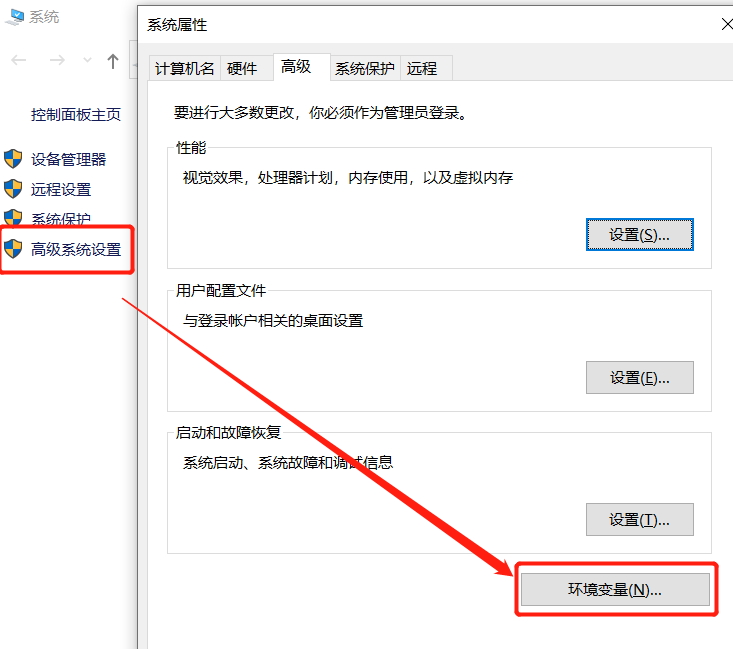 系统
控制面板主页
设备管理器
远程设置
系统保护
高级系统设置
系统属性
计算机名 硬件 高级 系统保护 远程
要进行大多数更改，你必须作为管理员登录。
性能
视觉效果，处理器计划，内存使用，以及虚拟内存
设置(S)...
用户配置文件
与登录帐户相关的桌面设置
设置(E)...
启动和故障恢复
系统启动、系统故障和调试信息
设置(T)...
环境变量(N)...